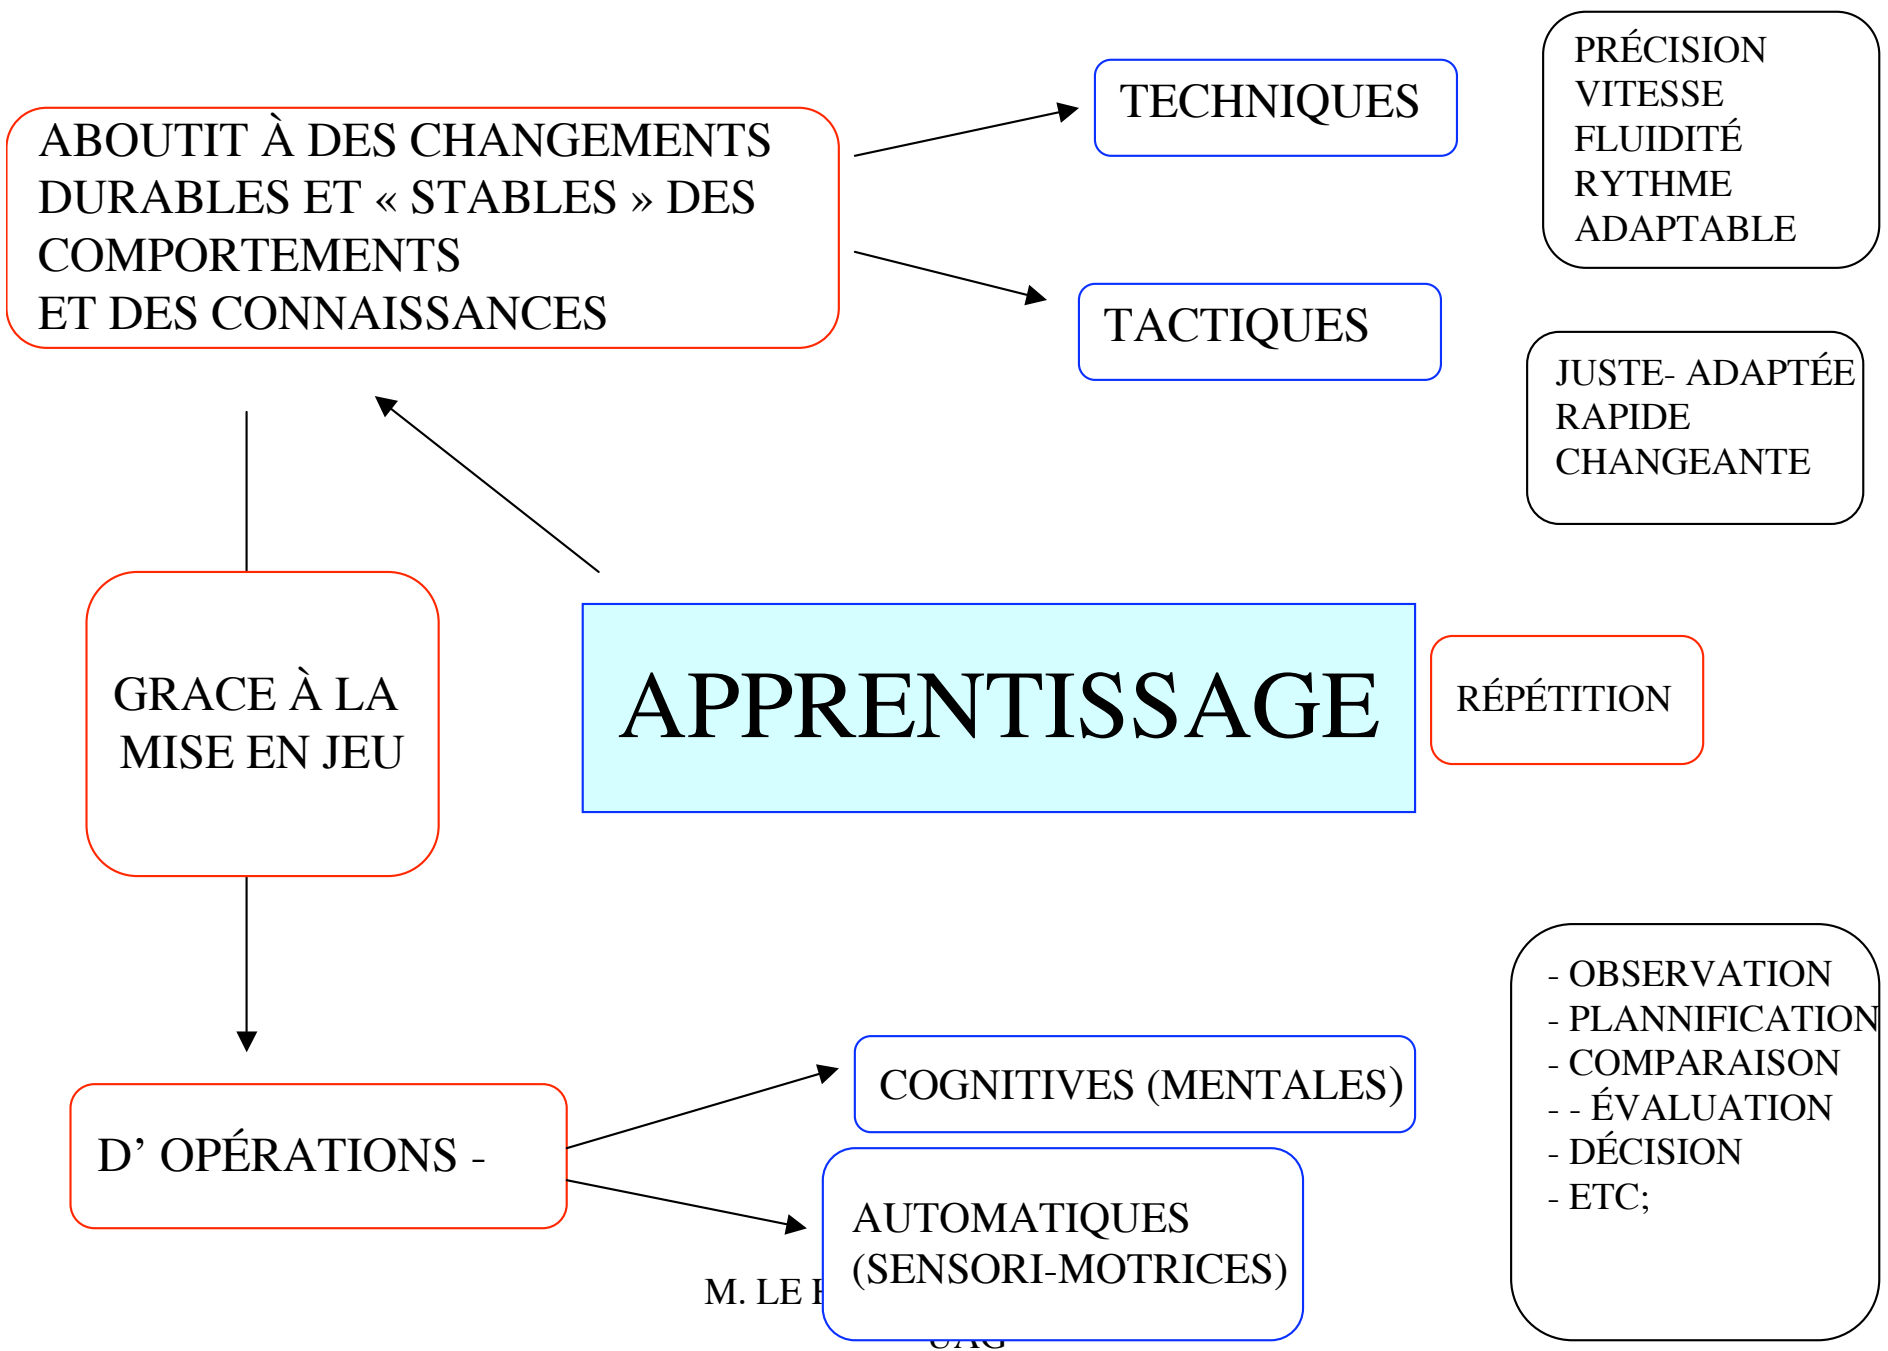 ABOUTIT À DES CHANGEMENTS
DURABLES ET « STABLES » DES
COMPORTEMENTS
ET DES CONNAISSANCES
TECHNIQUES
TACTIQUES
PRÉCISION
VITESSE
FLUIDITÉ
RYTHME
ADAPTABLE
JUSTE- ADAPTÉE
RAPIDE
CHANGEANTE
GRACE À LA
MISE EN JEU
APPRENTISSAGE
RÉPÉTITION
D’ OPÉRATIONS -
COGNITIVES (MENTALES)
AUTOMATIQUES
(SENSORI-MOTRICES)
- OBSERVATION
- PLANNIFICATION
- COMPARAISON
- - ÉVALUATION
- DÉCISION
- ETC;
M. LE
UAG